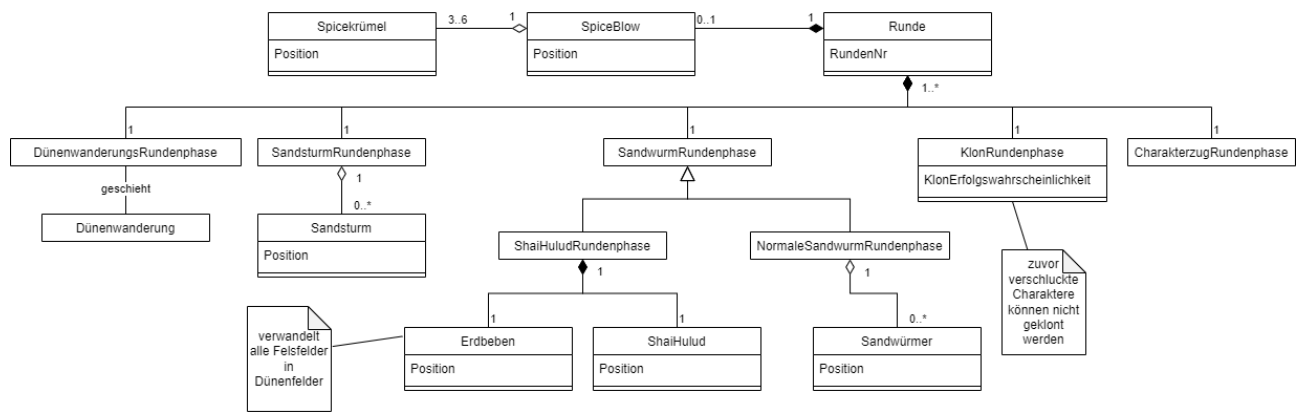 Spicekrümel
3..6
1
SpiceBlow
0..1
1
Runde
Position
Position
RundenNr
1..*
1
1
1
1
1
DünenwanderungsRundenphase
SandsturmRundenphase
SandwurmRundenphase
KlonRundenphase
CharakterzugRundenphase
KlonErfolgswahrscheinlichkeit
geschieht
1
0..*
Dünenwanderung
Sandsturm
Position
ShaiHuludRundenphase
NormaleSandwurmRundenphase
1
1
zuvor
verschluckte
Charaktere
können nicht
geklont
werden
1
1
0..*
verwandelt
alle Felsfelder
in
Dünenfelder
Erdbeben
ShaiHulud
Sandwürmer
Position
Position
Position